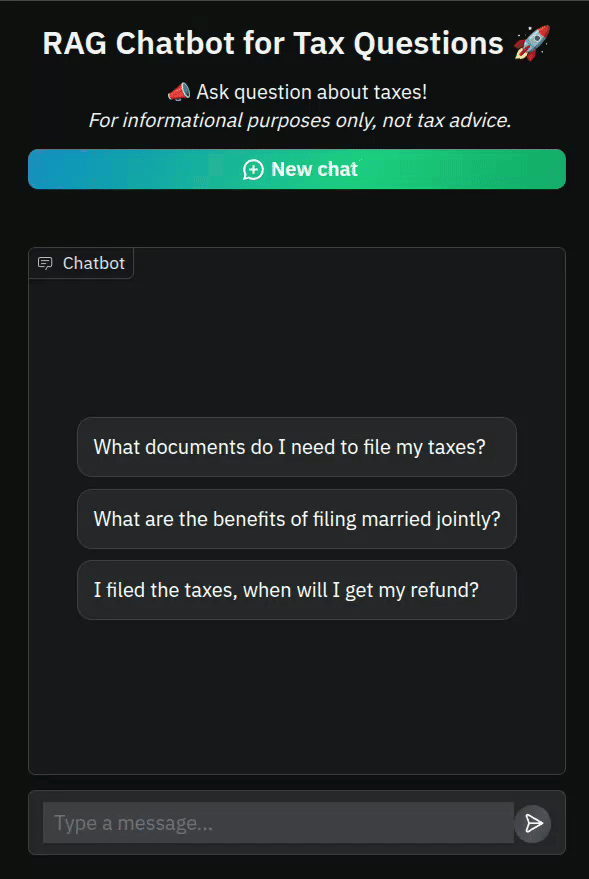 RAG Chatbot for Tax Questions 🚀
📣 Ask question about taxes!
For informational purposes only, not tax advice.
New chat
Chatbot
What documents do I need to file my taxes?
What are the benefits of filing married jointly?
I filed the taxes, when will I get my refund?
Type a message...